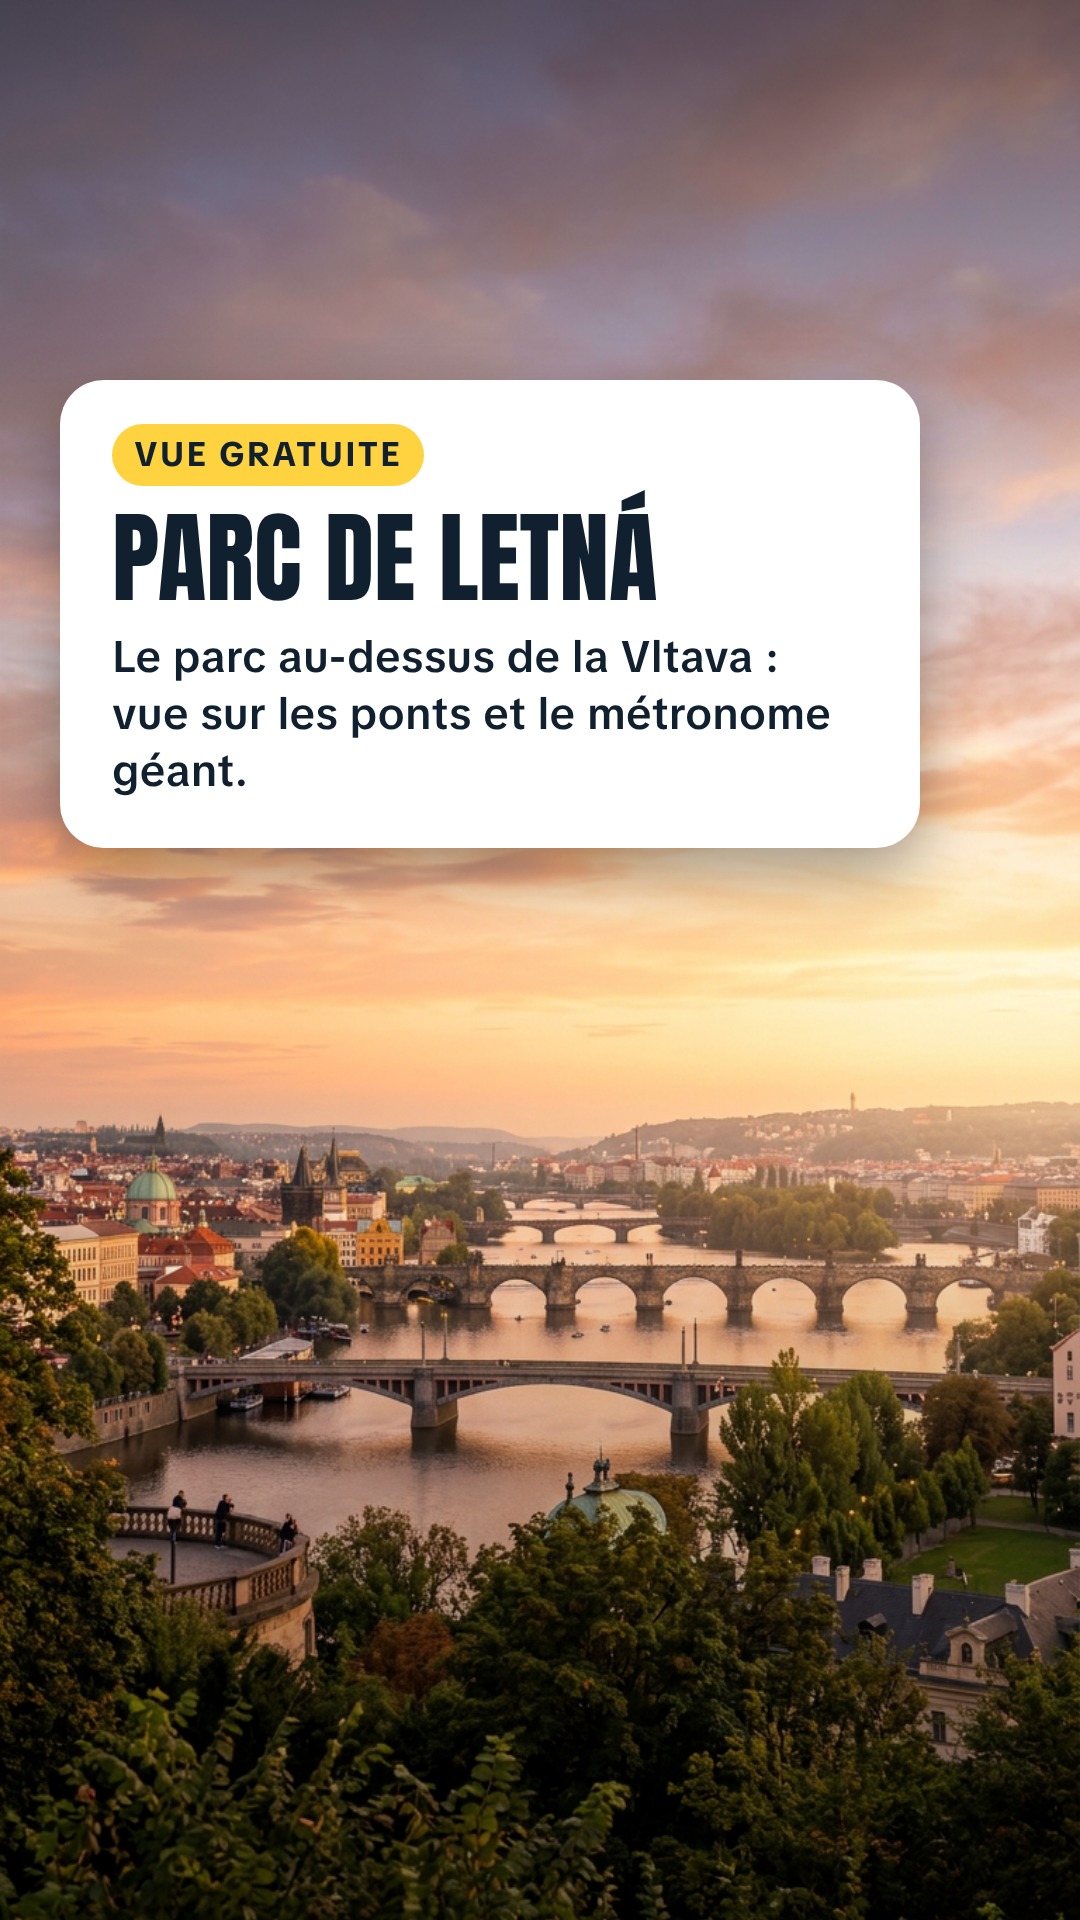 VUE GRATUITE
PARC DE LETNÁ
Le parc au-dessus de la Vltava :
vue sur les ponts et le métronome
géant.